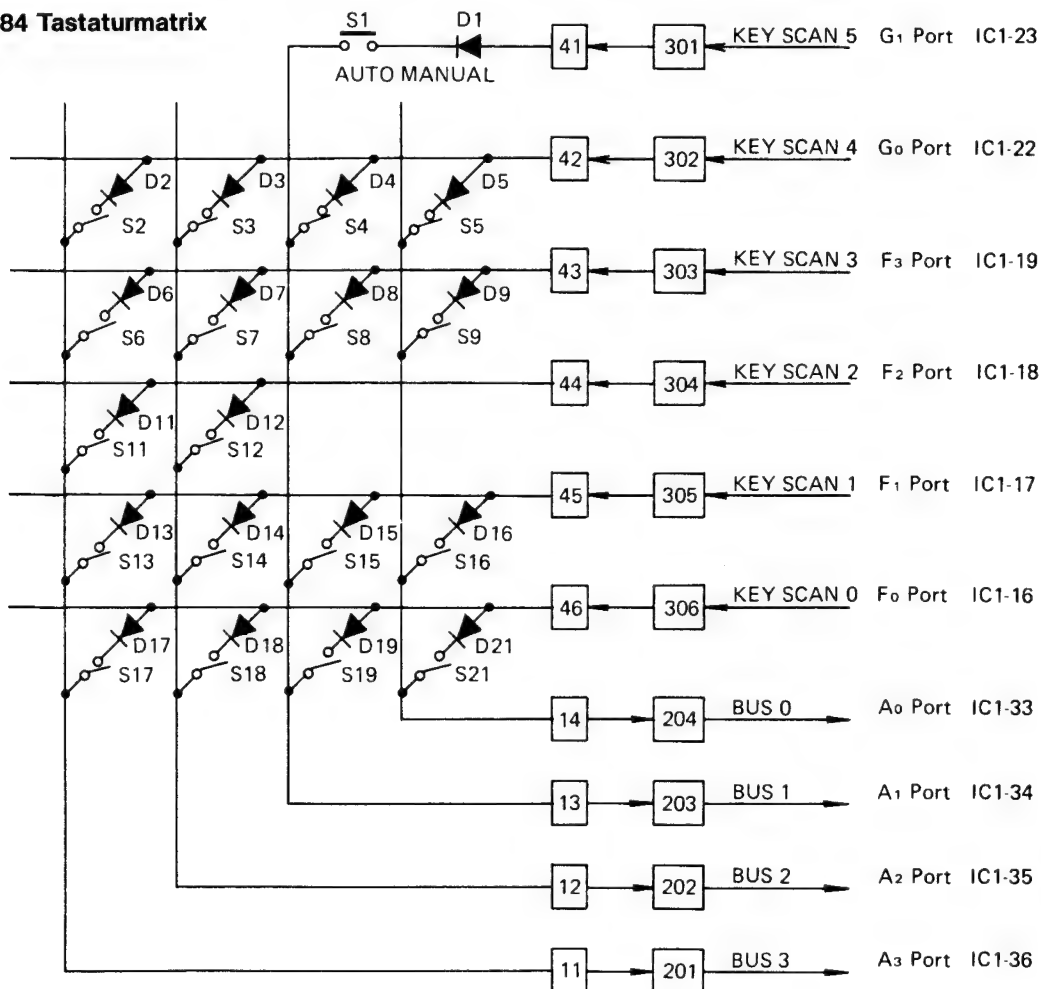 84 Tastaturmatrix
S1 D1
AUTO MANUAL
41 301 KEY SCAN 5 G1 Port IC1-23
42 302 KEY SCAN 4 G0 Port IC1-22
D2 D3 D4 D5
S2 S3 S4 S5
43 303 KEY SCAN 3 F3 Port IC1-19
D6 D7 D8 D9
S6 S7 S8 S9
44 304 KEY SCAN 2 F2 Port IC1-18
D11 D12
S11 S12
45 305 KEY SCAN 1 F1 Port IC1-17
D13 D14 D15 D16
S13 S14 S15 S16
46 306 KEY SCAN 0 F0 Port IC1-16
D17 D18 D19 D21
S17 S18 S19 S21
14 204 BUS 0 A0 Port IC1-33
13 203 BUS 1 A1 Port IC1-34
12 202 BUS 2 A2 Port IC1-35
11 201 BUS 3 A3 Port IC1-36